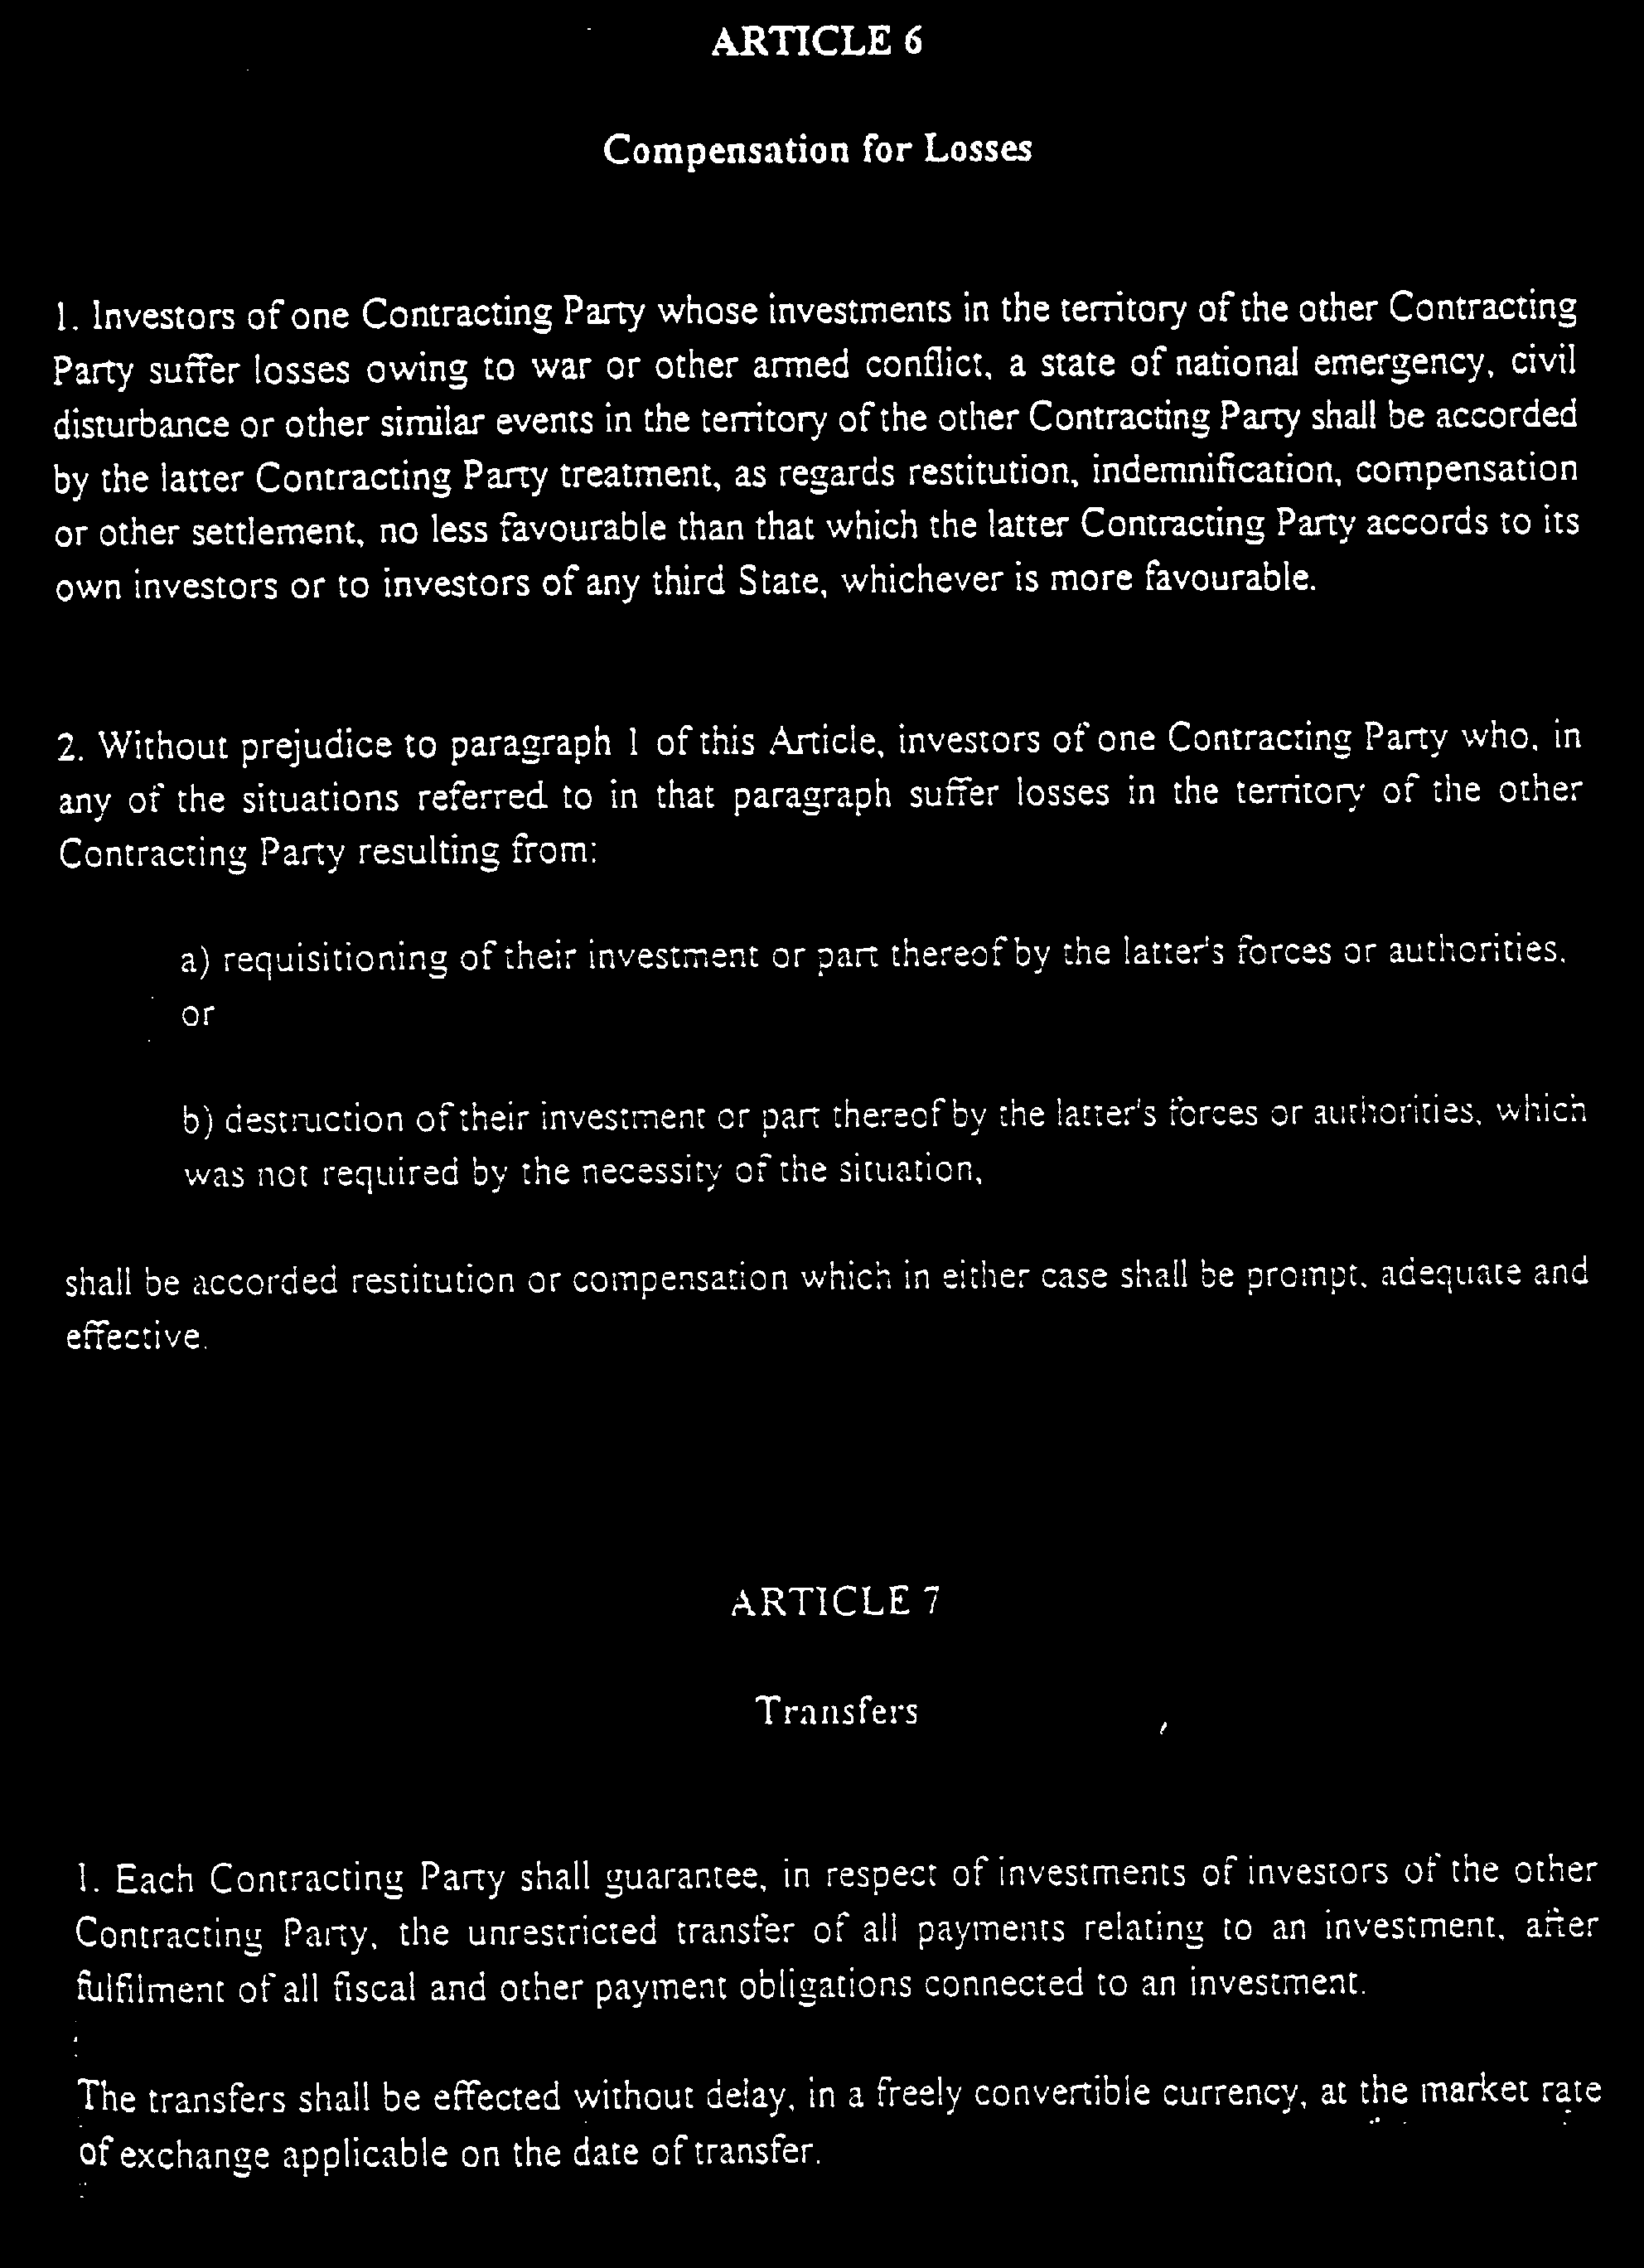 ARTICLE 6
Compensation for Losses
1. Investors of one Contracting Party whose investments in the territory of the other Contracting
Party suffer losses owing to war or other armed conflict, a state of national emergency, civil
disturbance or other similar events in the territory of the other Contracting Party shall be accorded
by the latter Contracting Party treatment, as regards restitution, indemnification, compensation
or other settlement, no less favourable than that which the latter Contracting Party accords to its
own investors or to investors of any third State, whichever is more favourable.
2. Without prejudice to paragraph 1 of this Article, investors of one Contracting Party who, in
any of the situations referred to in that paragraph suffer losses in the territory of the other
Contracting Party resulting from:
a) requisitioning of their investment or part thereof by the latter's forces or authorities,
or
b) destruction of their investment or part thereof by the latter's forces or authorities, which
was not required by the necessity of the situation,
shall be accorded restitution or compensation which in either case shall be prompt, adequate and
effective.
ARTICLE 7
Transfers
1. Each Contracting Party shall guarantee, in respect of investments of investors of the other
Contracting Party, the unrestricted transfer of all payments relating to an investment, after
fulfilment of all fiscal and other payment obligations connected to an investment.
The transfers shall be effected without delay, in a freely convertible currency, at the market rate
of exchange applicable on the date of transfer.